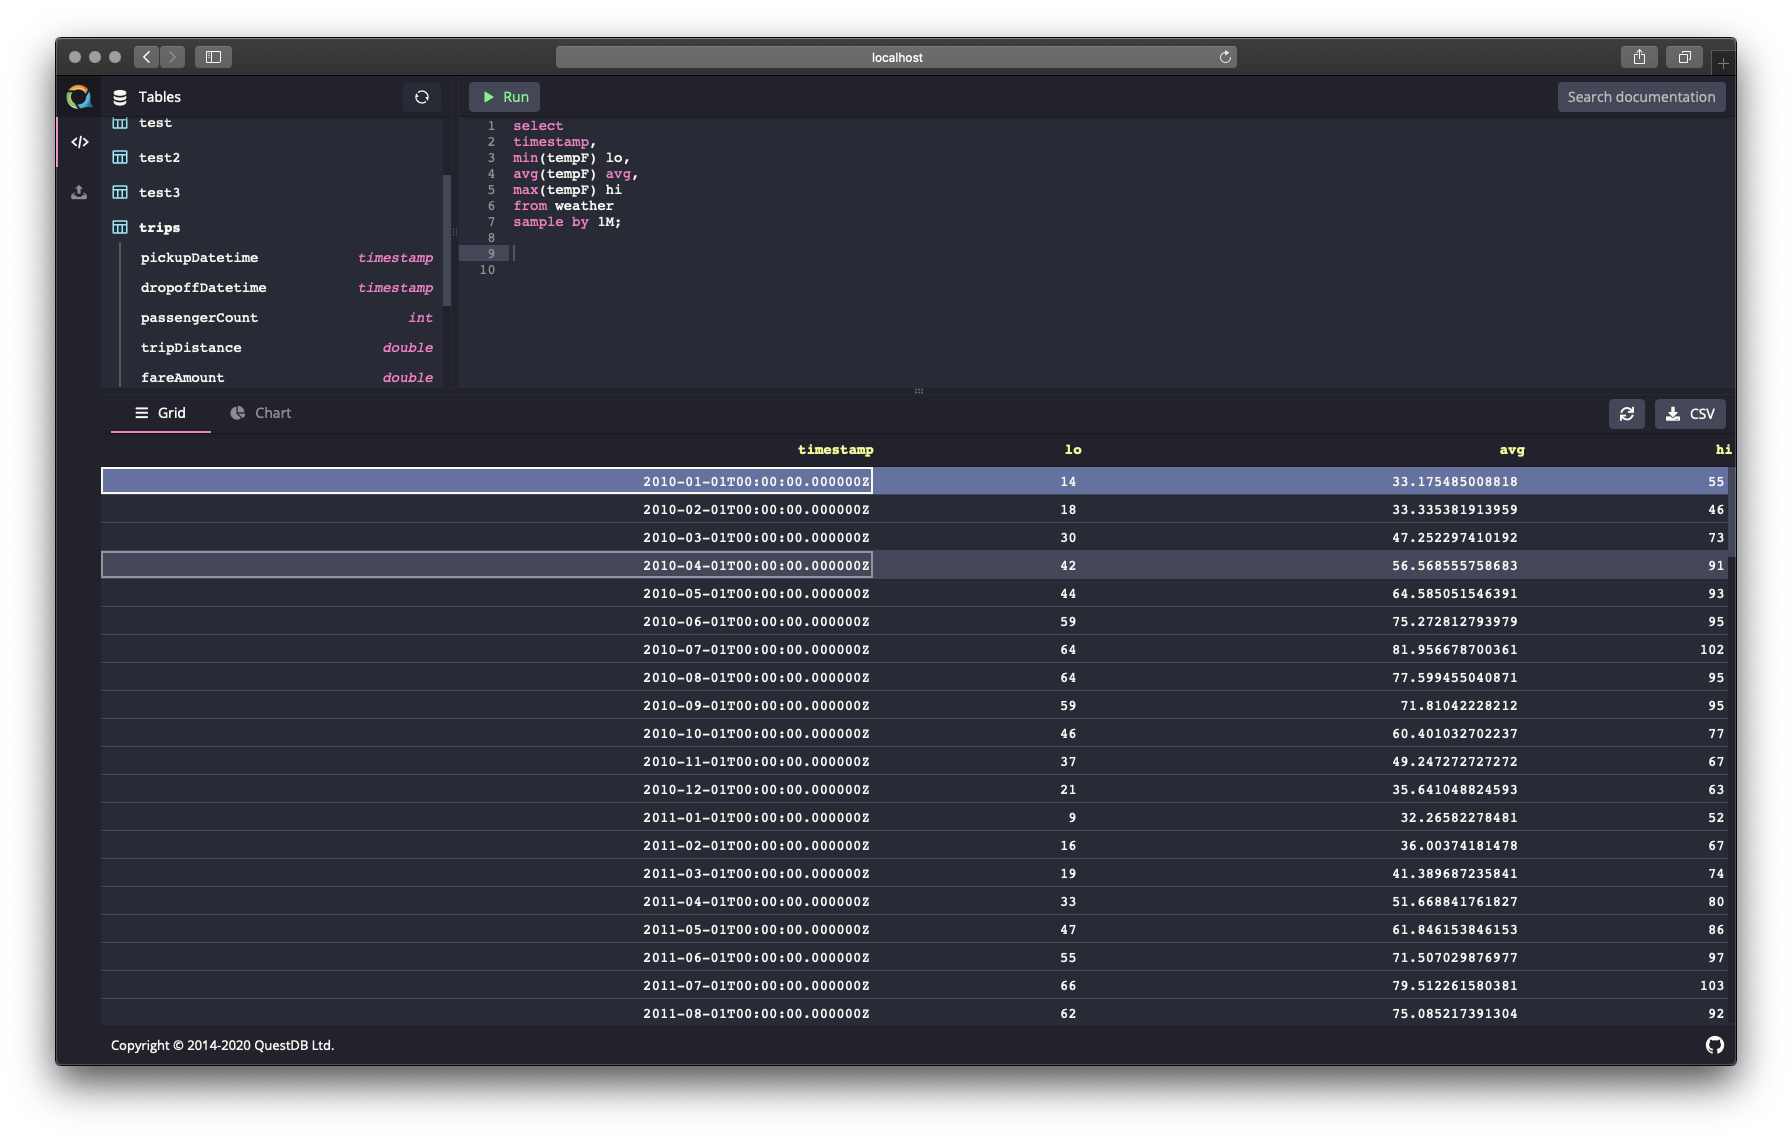 localhost
Tables
Run
Search documentation
test
test2
test3
trips
pickupDatetime timestamp
dropoffDatetime timestamp
passengerCount int
tripDistance double
fareAmount double
1 select
2 timestamp,
3 min(tempF) lo,
4 avg(tempF) avg,
5 max(tempF) hi
6 from weather
7 sample by 1M;
8
9
10
Grid Chart
CSV
timestamp lo avg hi
2010-01-01T00:00:00.000000Z 14 33.175485008818 55
2010-02-01T00:00:00.000000Z 18 33.335381913959 46
2010-03-01T00:00:00.000000Z 30 47.252297410192 73
2010-04-01T00:00:00.000000Z 42 56.568555758683 91
2010-05-01T00:00:00.000000Z 44 64.585051546391 93
2010-06-01T00:00:00.000000Z 59 75.272812793979 95
2010-07-01T00:00:00.000000Z 64 81.956678700361 102
2010-08-01T00:00:00.000000Z 64 77.599455040871 95
2010-09-01T00:00:00.000000Z 59 71.81042228212 95
2010-10-01T00:00:00.000000Z 46 60.401032702237 77
2010-11-01T00:00:00.000000Z 37 49.247272727272 67
2010-12-01T00:00:00.000000Z 21 35.641048824593 63
2011-01-01T00:00:00.000000Z 9 32.26582278481 52
2011-02-01T00:00:00.000000Z 16 36.00374181478 67
2011-03-01T00:00:00.000000Z 19 41.389687235841 74
2011-04-01T00:00:00.000000Z 33 51.668841761827 80
2011-05-01T00:00:00.000000Z 47 61.846153846153 86
2011-06-01T00:00:00.000000Z 55 71.507029876977 97
2011-07-01T00:00:00.000000Z 66 79.512261580381 103
2011-08-01T00:00:00.000000Z 62 75.085217391304 92
Copyright © 2014-2020 QuestDB Ltd.